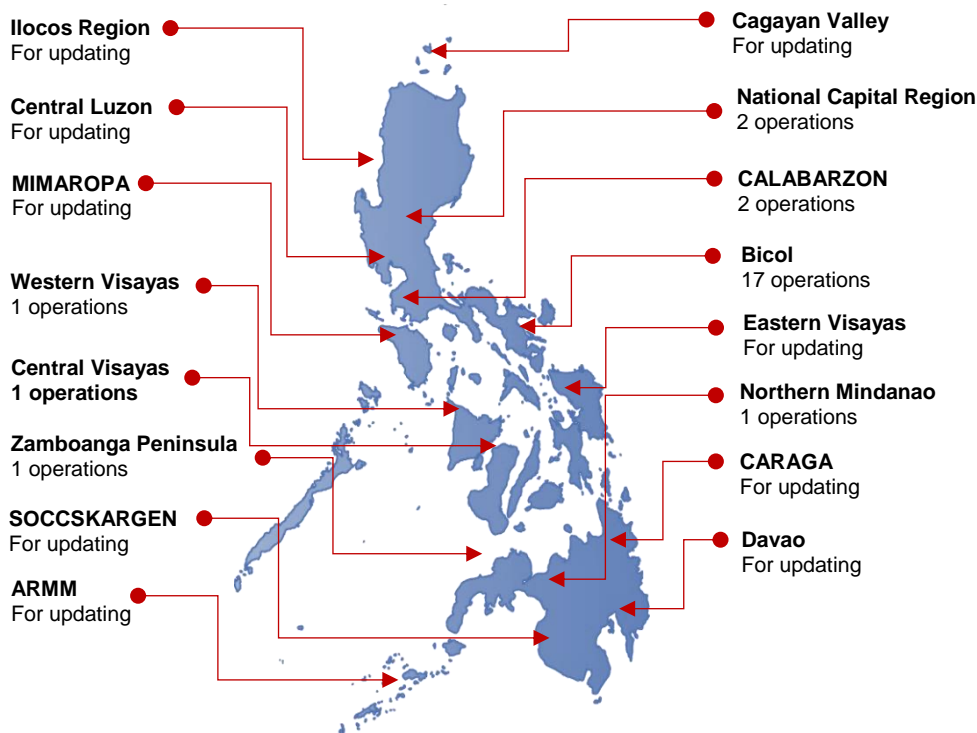 Ilocos Region
For updating
Central Luzon
For updating
MIMAROPA
For updating
Western Visayas
1 operations
Central Visayas
1 operations
Zamboanga Peninsula
1 operations
SOCCSKARGEN
For updating
ARMM
For updating
Cagayan Valley
For updating
National Capital Region
2 operations
CALABARZON
2 operations
Bicol
17 operations
Eastern Visayas
For updating
Northern Mindanao
1 operations
CARAGA
For updating
Davao
For updating